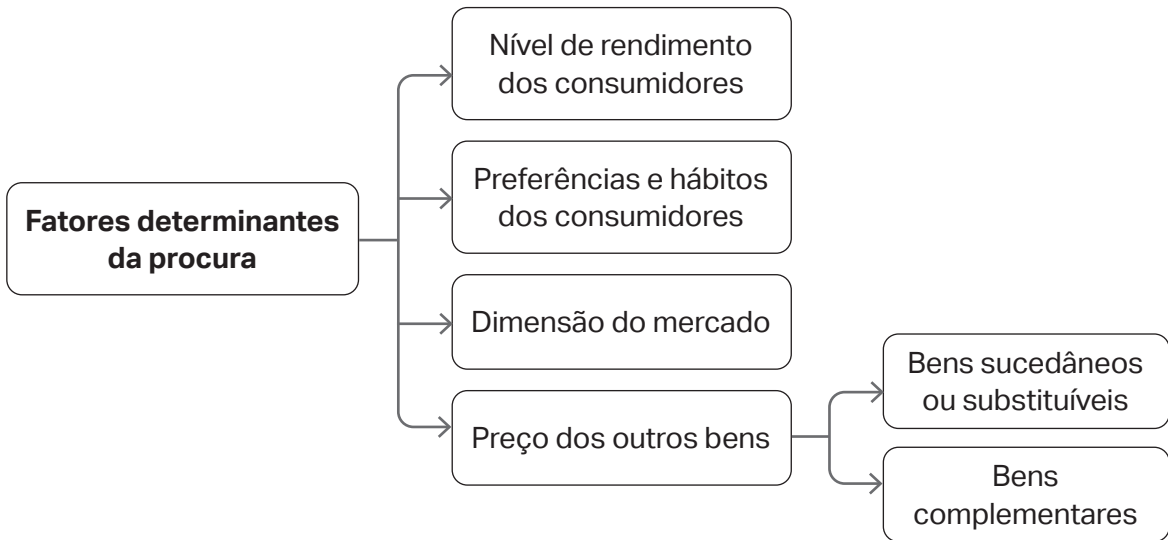 Fatores determinantes
da procura
Nível de rendimento
dos consumidores
Preferências e hábitos
dos consumidores
Dimensão do mercado
Preço dos outros bens
Bens sucedâneos
ou substituíveis
Bens
complementares